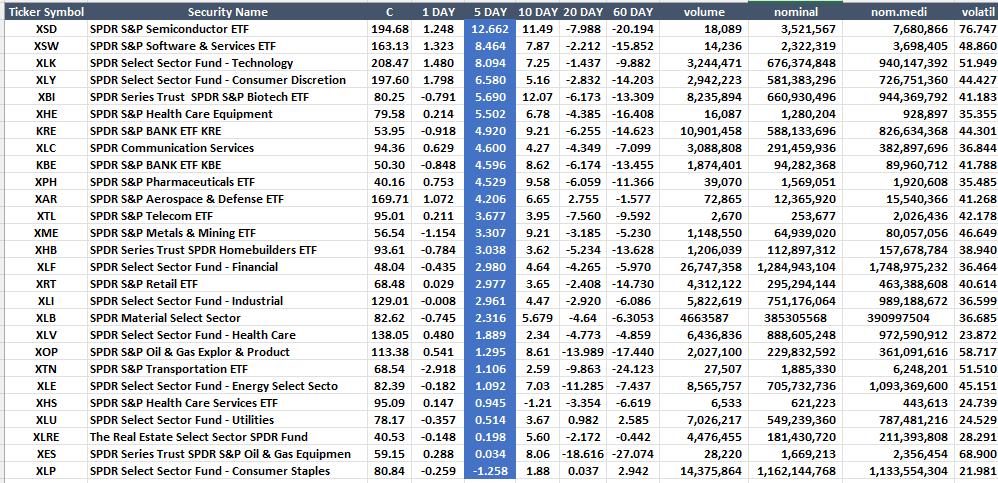 Ticker Symbol Security Name C 1 DAY 5 DAY 10 DAY 20 DAY 60 DAY volume nominal nom.medi volatil
XSD SPDR S&P Semiconductor ETF 194.68 1.248 12.662 11.49 -7.988 -20.194 18,089 3,521,567 7,680,866 76.747
XSW SPDR S&P Software & Services ETF 163.13 1.323 8.464 7.87 -2.212 -15.852 14,236 2,322,319 3,698,405 48.860
XLK SPDR Select Sector Fund - Technology 208.47 1.480 8.094 7.25 -1.437 -9.882 3,244,471 676,374,848 940,147,392 51.949
XLY SPDR Select Sector Fund - Consumer Discretion 197.60 1.798 6.560 5.16 -2.832 -14.203 2,942,223 581,383,296 726,751,360 44.427
XBI SPDR Series Trust SPDR S&P Biotech ETF 80.25 -0.791 5.690 12.07 -6.173 -13.309 8,235,894 660,930,496 944,369,792 41.183
XHE SPDR S&P Health Care Equipment 79.58 0.214 5.502 6.78 -4.385 -16.408 16,087 1,280,204 928,897 35.355
KRE SPDR S&P BANK ETF KRE 53.95 -0.918 4.920 9.21 -6.255 -14.623 10,901,458 588,133,696 826,634,368 44.301
XLC SPDR Communication Services 94.36 0.629 4.600 4.27 -4.349 -7.099 3,088,808 291,459,936 382,897,696 36.844
KBE SPDR S&P BANK ETF KBE 50.30 -0.848 4.596 8.62 -6.174 -13.455 1,874,401 94,282,368 89,960,712 41.788
XPH SPDR S&P Pharmaceuticals ETF 40.16 0.753 4.529 9.58 -6.059 -11.366 39,070 1,569,051 1,920,608 35.485
XAR SPDR S&P Aerospace & Defense ETF 169.71 1.072 4.206 6.65 2.755 -1.577 72,865 12,365,920 15,540,366 41.268
XTL SPDR S&P Telecom ETF 95.01 0.211 3.677 3.95 -7.560 -9.592 2,670 253,677 2,026,436 42.178
XME SPDR S&P Metals & Mining ETF 56.54 -1.154 3.307 9.21 -3.185 -5.230 1,148,550 64,939,020 80,057,056 46.649
XHB SPDR Series Trust SPDR Homebuilders ETF 93.61 -0.784 3.038 3.62 -5.234 -13.628 1,206,039 112,897,312 157,678,784 38.940
XLF SPDR Select Sector Fund - Financial 48.04 -0.435 2.980 4.64 -4.265 -5.970 26,747,358 1,284,943,104 1,748,975,232 36.464
XRT SPDR S&P Retail ETF 68.48 0.029 2.977 3.65 -2.408 -14.730 4,312,122 295,294,144 463,388,608 40.614
XLI SPDR Select Sector Fund - Industrial 129.01 -0.008 2.961 4.47 -2.920 -6.086 5,822,619 751,176,064 989,188,672 36.599
XLB SPDR Material Select Sector 82.62 -0.745 2.316 5.679 -4.64 -6.3053 4663587 385305568 390997504 36.685
XLV SPDR Select Sector Fund - Health Care 138.05 0.480 1.889 2.34 -4.773 -4.859 6,436,836 888,605,248 972,590,912 23.872
XOP SPDR S&P Oil & Gas Explor & Product 113.38 0.541 1.295 8.61 -13.989 -17.440 2,027,100 229,832,592 361,091,616 58.717
XTN SPDR S&P Transportation ETF 68.54 -2.918 1.106 2.59 -9.863 -24.123 27,507 1,885,330 6,248,201 51.510
XLE SPDR Select Sector Fund - Energy Select Secto 82.39 -0.182 1.092 7.03 -11.285 -7.437 8,565,757 705,732,736 1,093,369,600 45.151
XHS SPDR S&P Health Care Services ETF 95.09 0.147 0.945 -1.21 -3.354 -6.619 6,533 621,223 443,613 24.739
XLU SPDR Select Sector Fund - Utilities 78.17 -0.357 0.514 3.67 0.982 2.585 7,026,217 549,239,360 787,481,216 24.529
XLRE The Real Estate Select Sector SPDR Fund 40.53 -0.148 0.198 5.60 -2.172 -0.442 4,476,455 181,430,720 211,393,808 28.291
XES SPDR Series Trust SPDR S&P Oil & Gas Equipmen 59.15 0.288 0.034 8.06 -18.616 -27.074 28,220 1,669,213 2,356,454 68.900
XLP SPDR Select Sector Fund - Consumer Staples 80.84 -0.259 -1.258 1.88 0.037 2.942 14,375,864 1,162,144,768 1,133,554,304 21.981